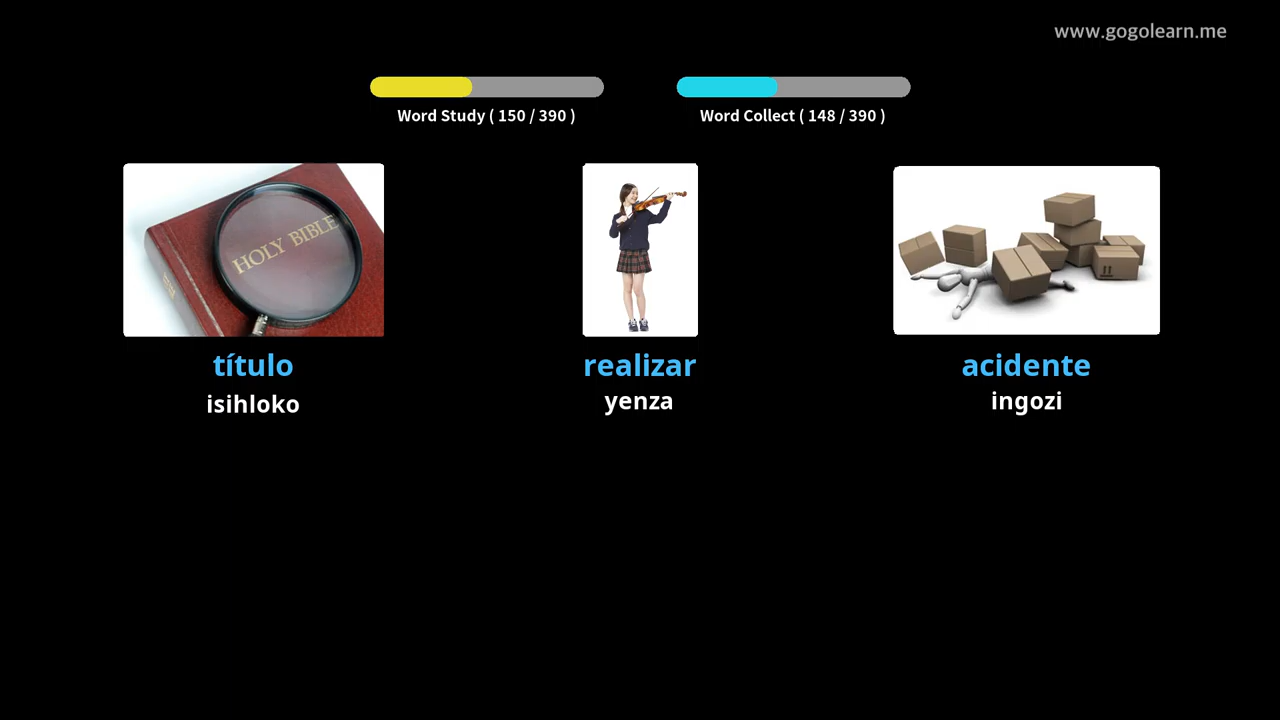 www.gogolearn.me
Word Study ( 150 / 390 )
Word Collect ( 148 / 390 )
HOLY BIBLE
título
realizar
acidente
isihloko
yenza
ingozi